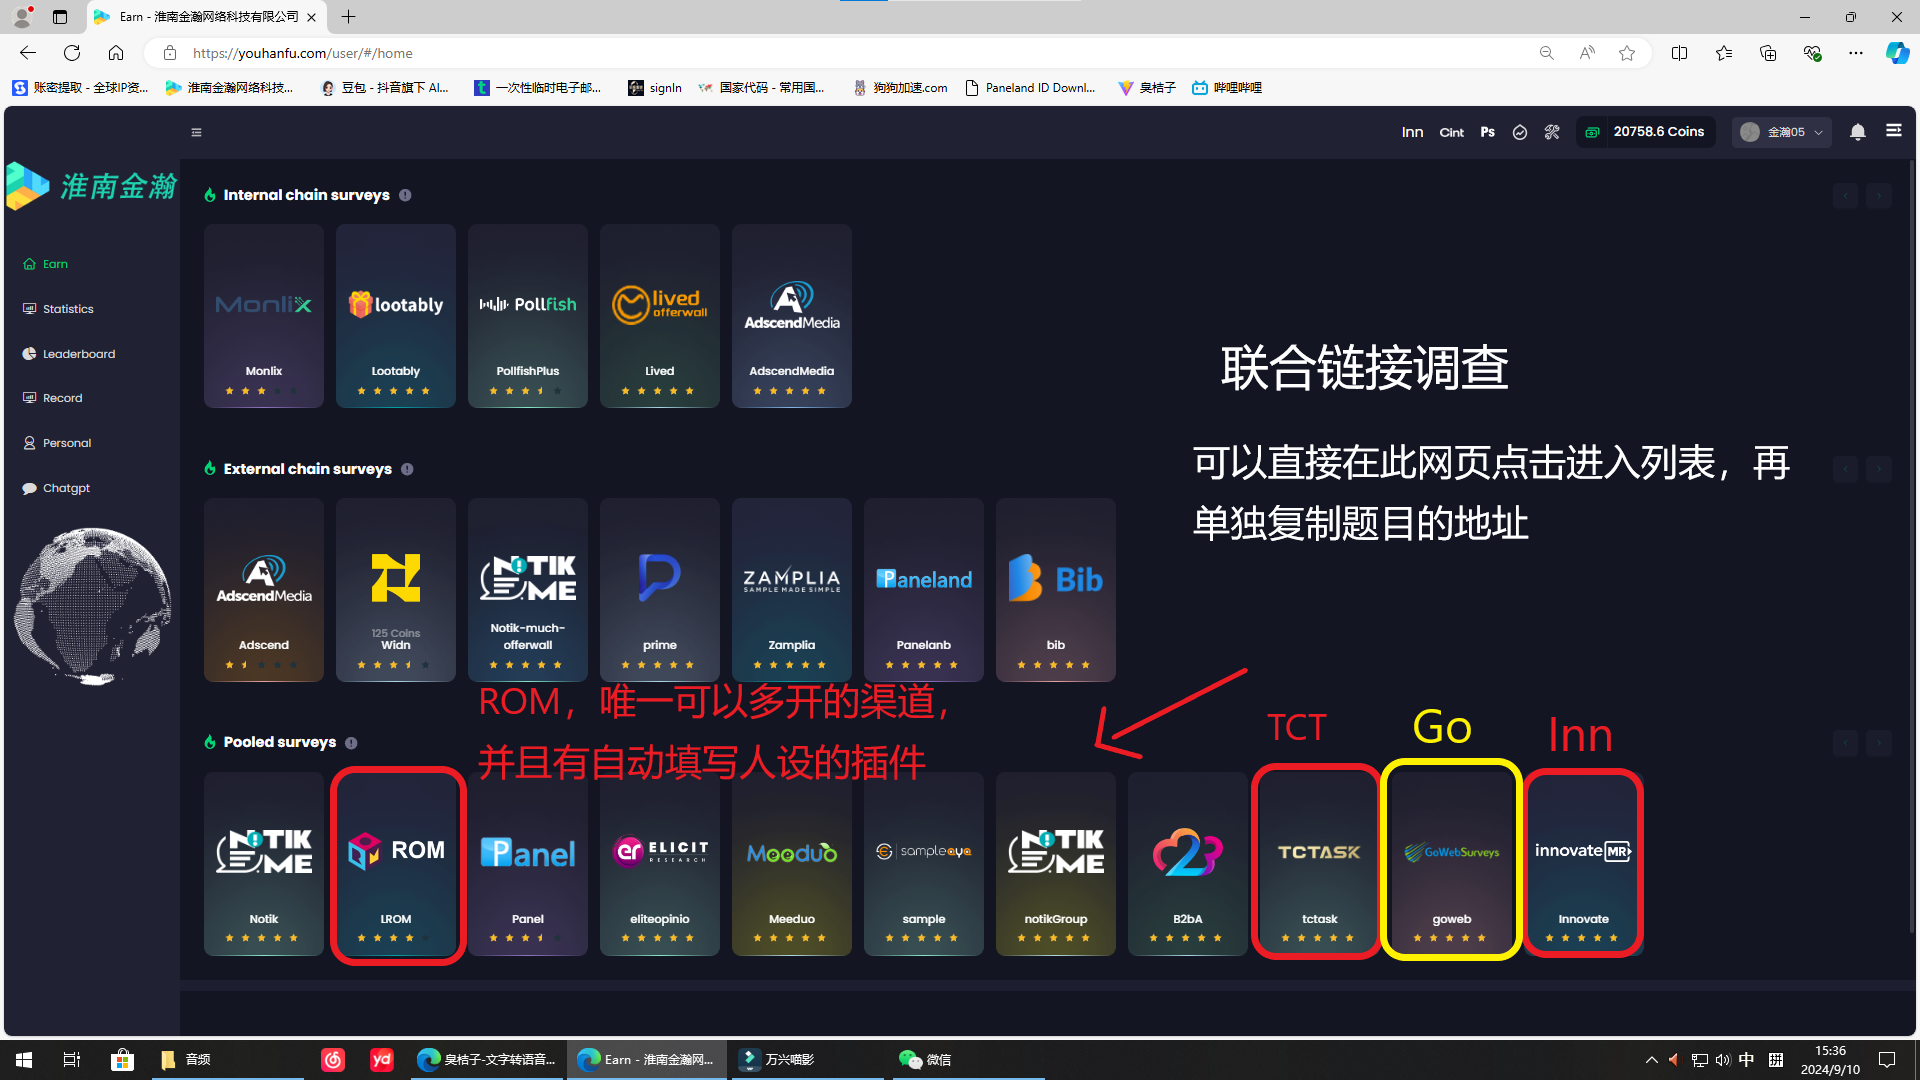 Earn - 淮南金瀚网络科技有限公司
https://youhanfu.com/user/#/home
账密提取 - 全球IP资...
淮南金瀚网络科技...
豆包 - 抖音旗下 AI...
一次性临时电子邮...
signIn
国家代码 - 常用国...
狗狗加速.com
Paneland ID Downl...
臭桔子
哔哩哔哩
Inn
Cint
Ps
20758.6 Coins
金瀚05
淮南金瀚
Earn
Statistics
Leaderboard
Record
Personal
Chatgpt
Internal chain surveys
Monlix
lootably
Pollfish
lived
offerwall
AdscendMedia
Monlix
Lootably
PollfishPlus
Lived
AdscendMedia
联合链接调查
可以直接在此网页点击进入列表，再
单独复制题目的地址
External chain surveys
AdscendMedia
NOTIK
ME
ZAMPLIA
SAMPLE MADE SIMPLE
Paneland
Bib
Adscend
125 Coins
Widn
Notik-much-
offerwall
prime
Zamplia
Panelanb
bib
ROM，唯一可以多开的渠道，
并且有自动填写人设的插件
TCT
Go
Inn
Pooled surveys
NOTIK
ME
ROM
Panel
er ELICIT
RESEARCH
Meeduo
sampleaya
NOTIK
ME
TCTASK
GoWebSurveys
innovateMR
Notik
LROM
Panel
eliteopinio
Meeduo
sample
notikGroup
B2bA
tctask
goweb
Innovate
音频
yd
臭桔子-文字转语音...
Earn - 淮南金瀚网...
万兴喵影
微信
中
15:36
2024/9/10